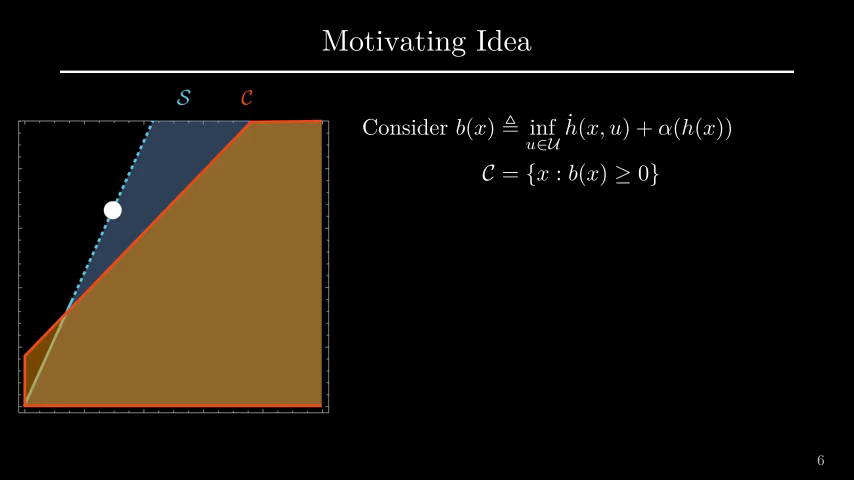 Motivating Idea
𝒮 𝒞
Consider b(x) ≜ inf_{u∈𝒰} ḣ(x, u) + α(h(x))
𝒞 = {x : b(x) ≥ 0}
6